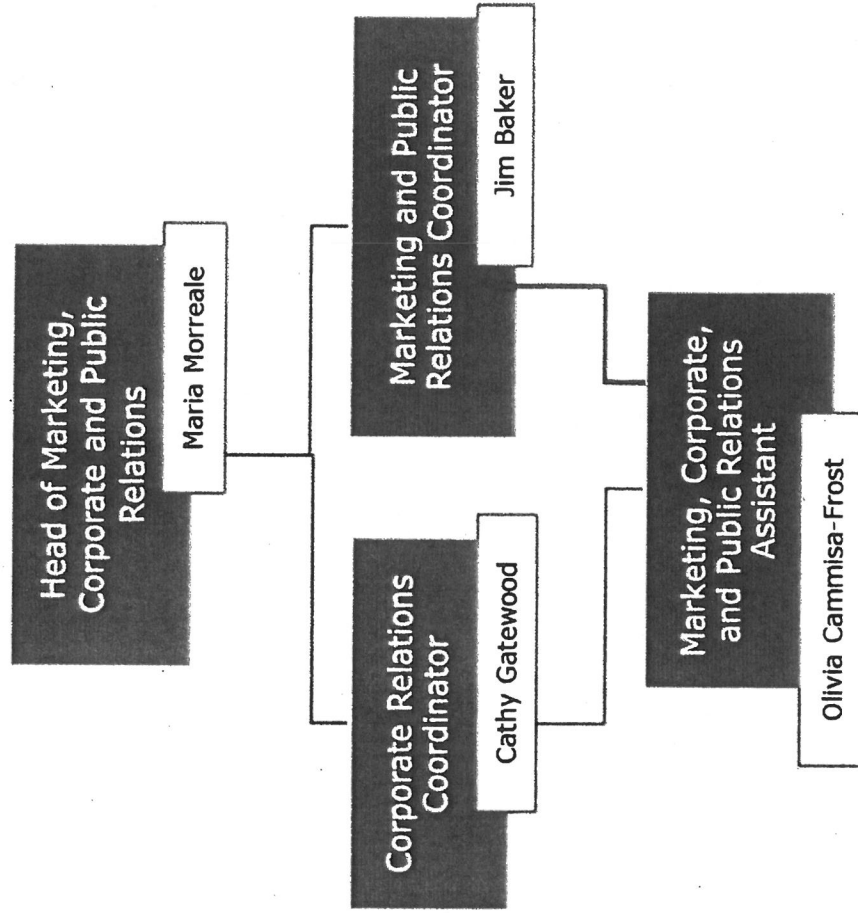 Head of Marketing,
Corporate and Public
Relations
Maria Morreale
Corporate Relations
Coordinator
Cathy Gatewood
Marketing and Public
Relations Coordinator
Jim Baker
Marketing, Corporate,
and Public Relations
Assistant
Olivia Cammisa-Frost